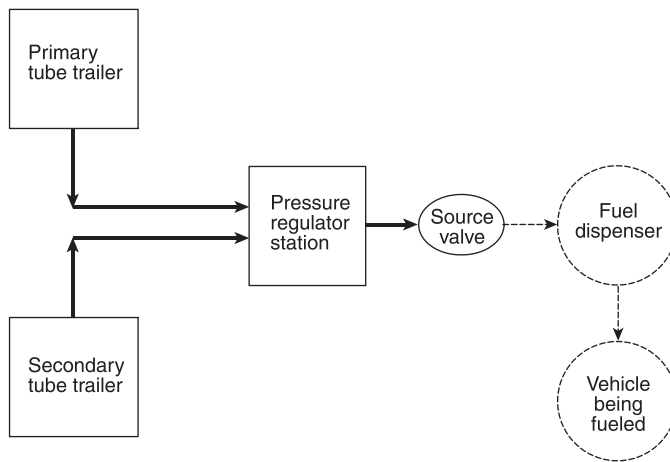 Primary
tube trailer
Pressure
regulator
station
Source
valve
Fuel
dispenser
Secondary
tube trailer
Vehicle
being
fueled